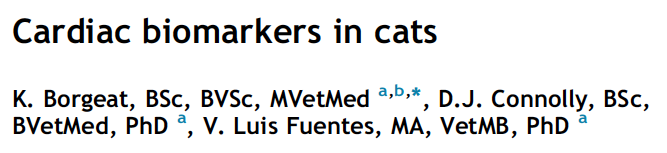 Cardiac biomarkers in cats
K. Borgeat, BSc, BVSc, MVetMed a,b,*, D.J. Connolly, BSc,
BVetMed, PhD a, V. Luis Fuentes, MA, VetMB, PhD a